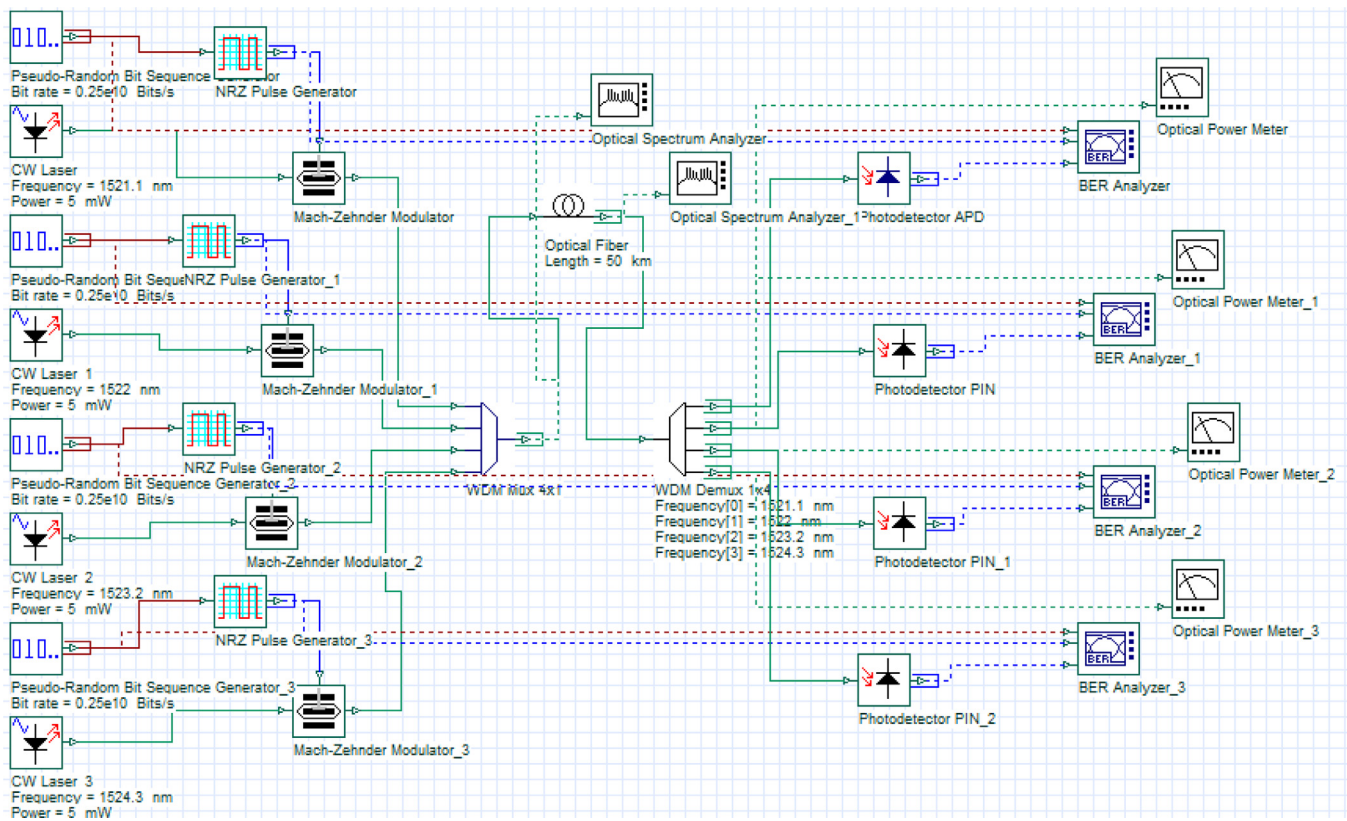 Pseudo-Random Bit Sequence Generator
Bit rate = 0.25e10 Bits/s
NRZ Pulse Generator
CW Laser
Frequency = 1521.1 nm
Power = 5 mW
Mach-Zehnder Modulator
Optical Spectrum Analyzer
Optical Spectrum Analyzer_1
Photodetector APD
Optical Power Meter
BER
BER Analyzer
Optical Fiber
Length = 50 km
Pseudo-Random Bit Seque
NRZ Pulse Generator_1
Bit rate = 0.25e10 Bits/s
CW Laser 1
Frequency = 1522 nm
Power = 5 mW
Mach-Zehnder Modulator_1
Optical Power Meter_1
BER
BER Analyzer_1
Photodetector PIN
NRZ Pulse Generator_2
Pseudo-Random Bit Sequence Generator_2
Bit rate = 0.25e10 Bits/s
WDM Mux 4x1
WDM Demux 1x4
Frequency[0] = 1521.1 nm
Frequency[1] = 1522 nm
Frequency[2] = 1523.2 nm
Frequency[3] = 1524.3 nm
Optical Power Meter_2
BER
BER Analyzer_2
Photodetector PIN_1
Mach-Zehnder Modulator_2
CW Laser 2
Frequency = 1523.2 nm
Power = 5 mW
NRZ Pulse Generator_3
Pseudo-Random Bit Sequence Generator_3
Bit rate = 0.25e10 Bits/s
Optical Power Meter_3
BER
BER Analyzer_3
Photodetector PIN_2
Mach-Zehnder Modulator_3
CW Laser 3
Frequency = 1524.3 nm
Power = 5 mW